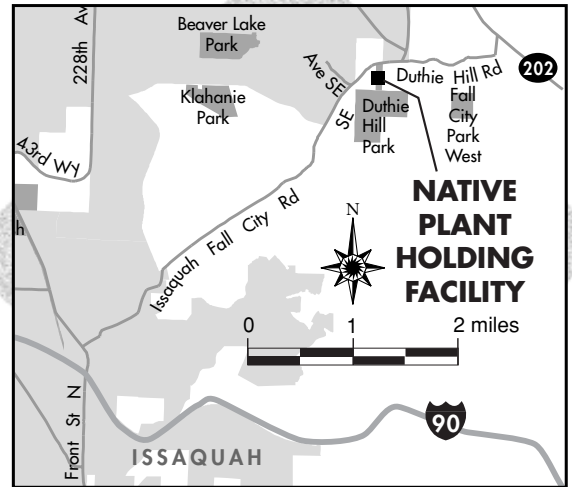 Beaver Lake
Park
228th Av
Ave SE
Duthie Hill Rd
202
Klahanie
Park
SE
Duthie
Hill
Park
Fall
City
Park
West
43rd Wy
h
NATIVE
PLANT
HOLDING
FACILITY
Issaquah Fall City Rd
N
0 1 2 miles
Front St N
90
ISSAQUAH